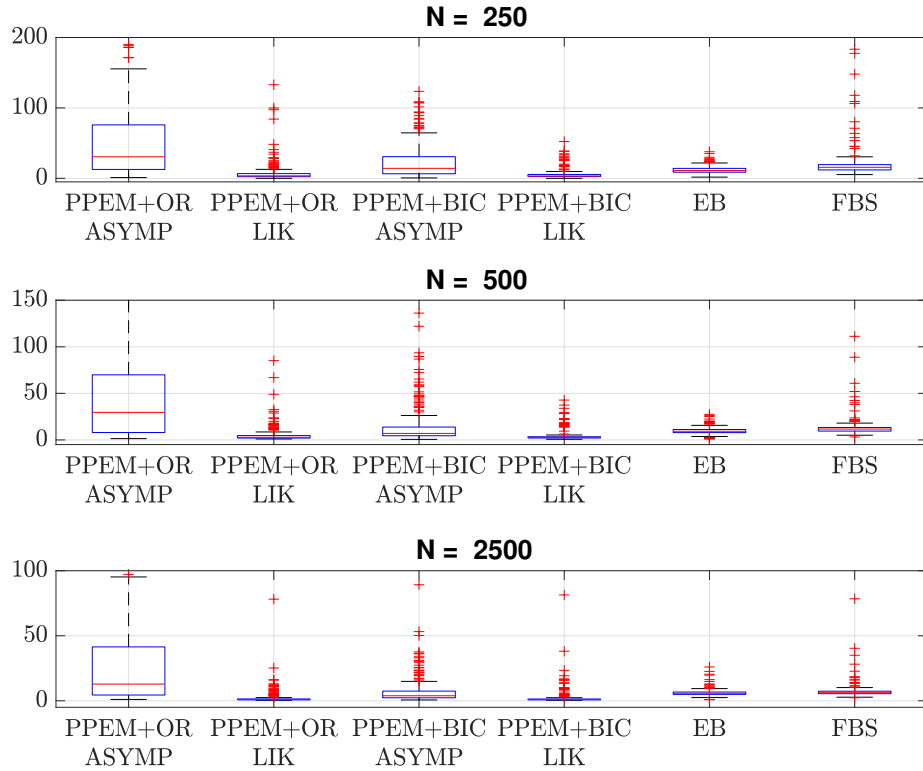 N = 250
200
100
0
PPEM+OR PPEM+OR PPEM+BIC PPEM+BIC EB FBS
ASYMP LIK ASYMP LIK
N = 500
150
100
50
0
PPEM+OR PPEM+OR PPEM+BIC PPEM+BIC EB FBS
ASYMP LIK ASYMP LIK
N = 2500
100
50
0
PPEM+OR PPEM+OR PPEM+BIC PPEM+BIC EB FBS
ASYMP LIK ASYMP LIK